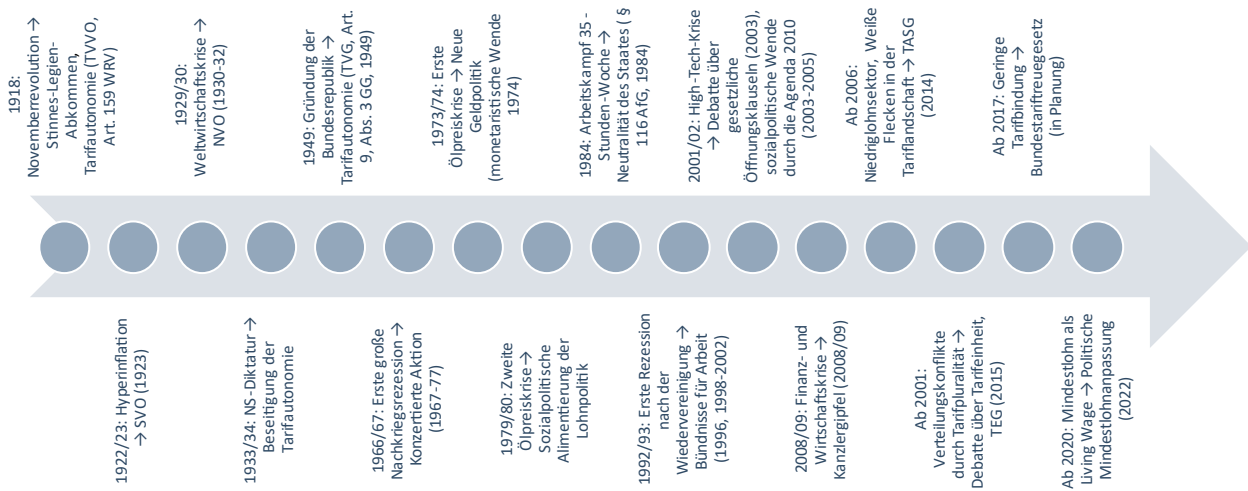 1918:
Novemberrevolution →
Stinnes-Legien-
Abkommen,
Tarifautonomie (TVVO,
Art. 159 WRV)
1922/23: Hyperinflation
→ SVO (1923)
1929/30:
Weltwirtschaftskrise →
NVO (1930-32)
1933/34: NS-Diktatur →
Beseitigung der
Tarifautonomie
1949: Gründung der
Bundesrepublik →
Tarifautonomie (TVG, Art.
9, Abs. 3 GG, 1949)
1966/67: Erste große
Nachkriegsrezession →
Konzertierte Aktion
(1967-77)
1973/74: Erste
Ölpreiskrise → Neue
Geldpolitik
(monetaristische Wende
1974)
1979/80: Zweite
Ölpreiskrise →
Sozialpolitische
Alimentierung der
Lohnpolitik
1984: Arbeitskampf 35 -
Stunden-Woche →
Neutralität des Staates ( §
116 AfG, 1984)
1992/93: Erste Rezession
nach der
Wiedervereinigung →
Bündnisse für Arbeit
(1996, 1998-2002)
2001/02: High-Tech-Krise
→ Debatte über
gesetzliche
Öffnungsklauseln (2003),
sozialpolitische Wende
durch die Agenda 2010
(2003-2005)
2008/09: Finanz- und
Wirtschaftskrise →
Kanzlergipfel (2008/09)
Ab 2006:
Niedriglohnsektor, Weiße
Flecken in der
Tariflandschaft → TASG
(2014)
Ab 2001:
Verteilungskonflikte
durch Tarifpluralität →
Debatte über Tarifeinheit,
TEG (2015)
Ab 2017: Geringe
Tarifbindung →
Bundestariftreuegesetz
(in Planung)
Ab 2020: Mindestlohn als
Living Wage → Politische
Mindestlohnanpassung
(2022)